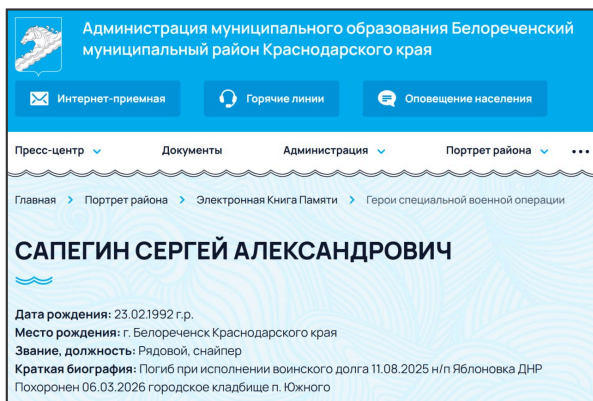 Администрация муниципального образования Белореченский
муниципальный район Краснодарского края
Интернет-приемная
Горячие линии
Оповещение населения
Пресс-центр
Документы
Администрация
Портрет района
Главная > Портрет района > Электронная Книга Памяти > Герои специальной военной операции
САПЕГИН СЕРГЕЙ АЛЕКСАНДРОВИЧ
Дата рождения: 23.02.1992 г.р.
Место рождения: г. Белореченск Краснодарского края
Звание, должность: Рядовой, снайпер
Краткая биография: Погиб при исполнении воинского долга 11.08.2025 н/п Яблоновка ДНР
Похоронен 06.03.2026 городское кладбище п. Южного